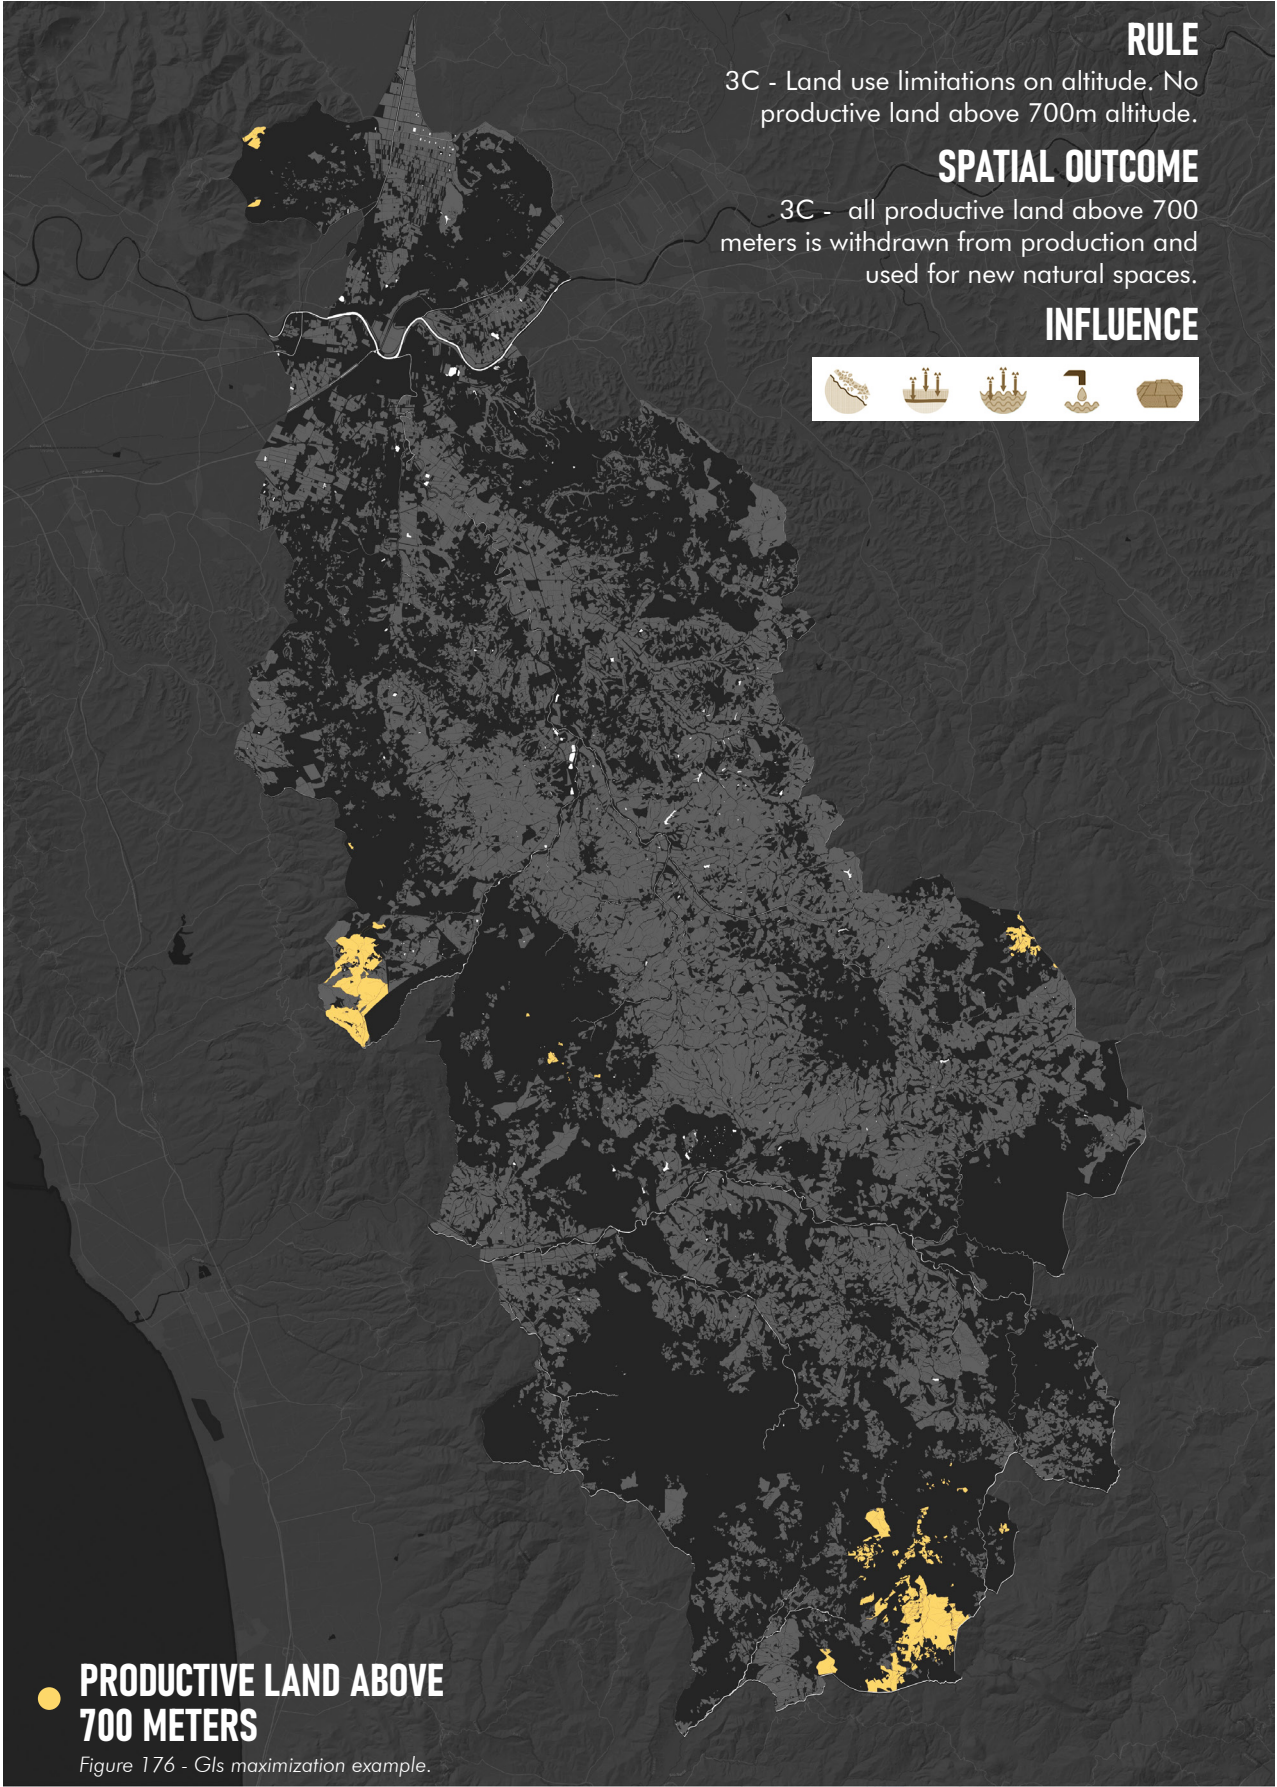 RULE
3C - Land use limitations on altitude. No
productive land above 700m altitude.
SPATIAL OUTCOME
3C -  all productive land above 700
meters is withdrawn from production and
used for new natural spaces.
INFLUENCE
PRODUCTIVE LAND ABOVE
700 METERS
Figure 176 - GIs maximization example.